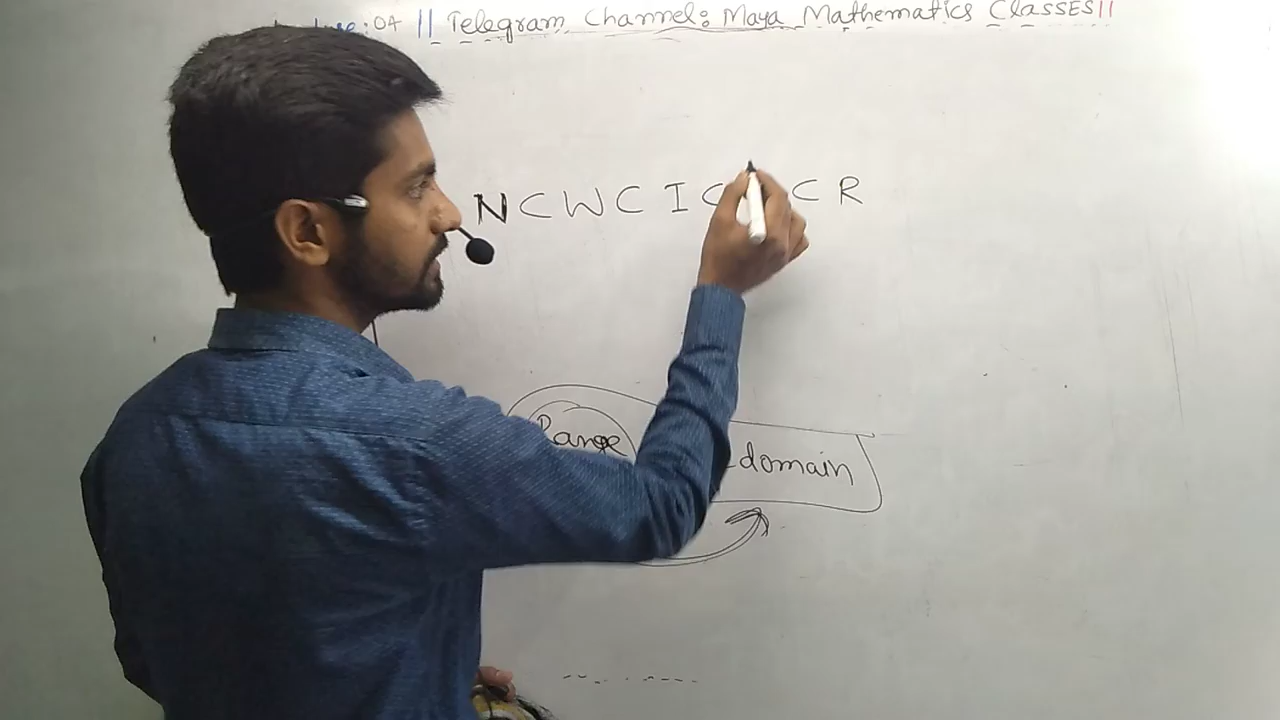 :04 || Telegram Channel: Maya Mathematics Classes||
N ⊂ W ⊂ I ⊂ ⊂ R
Range domain